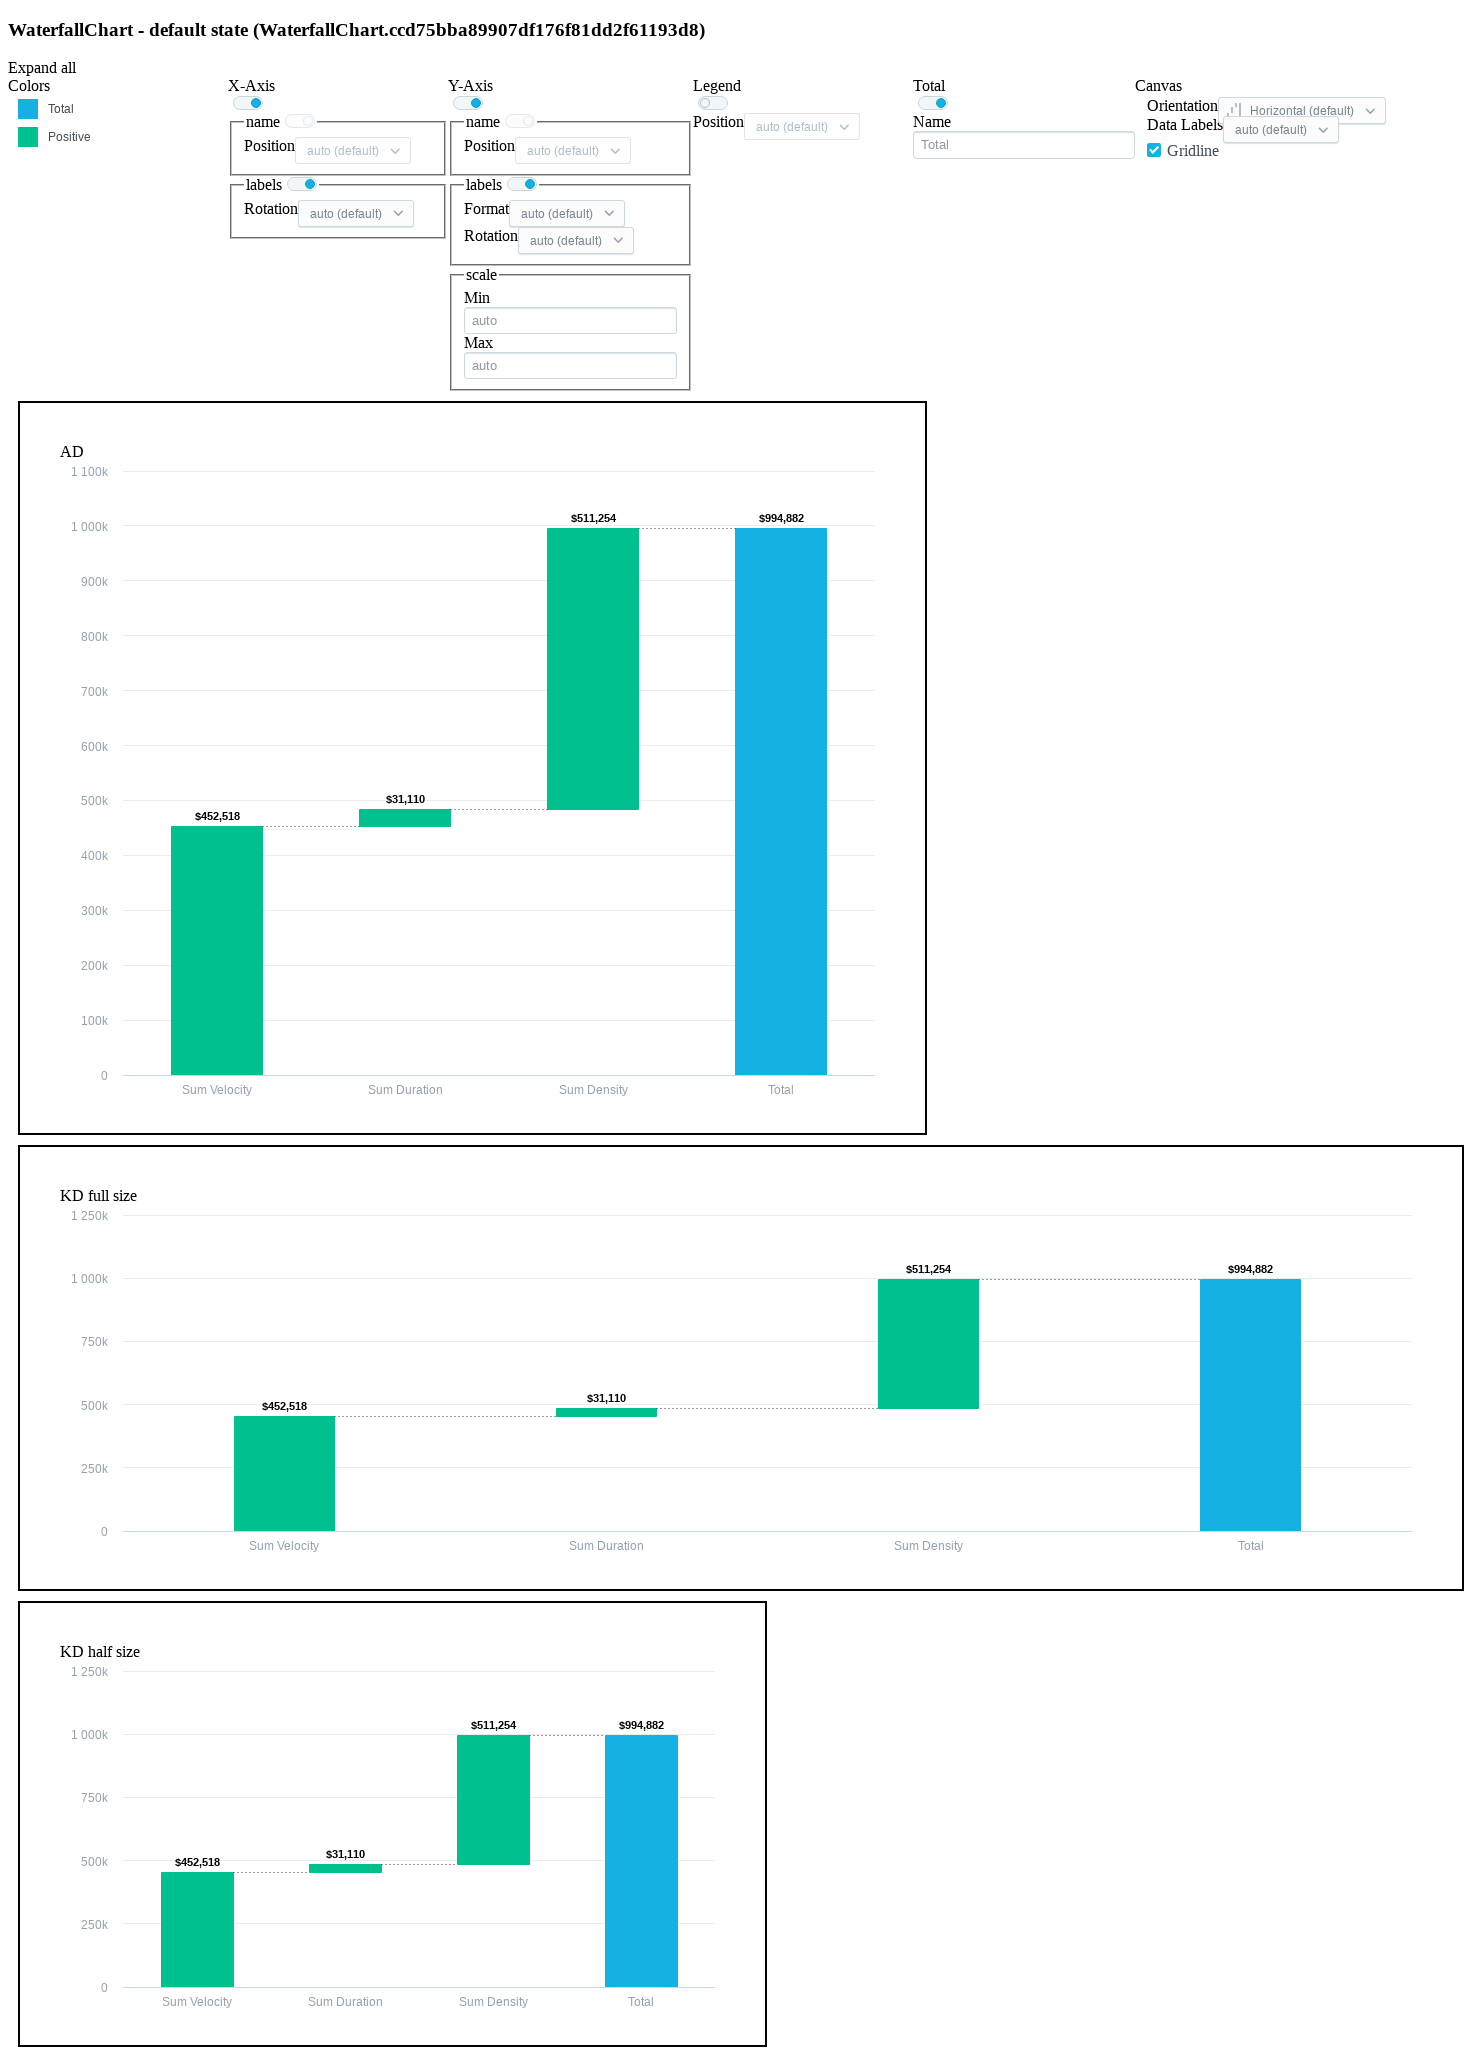 WaterfallChart - default state (WaterfallChart.ccd75bba89907df176f81dd2f61193d8)
Expand all
Colors
Total
Positive
X-Axis
name
Position auto (default)
labels
Rotation auto (default)
Y-Axis
name
Position auto (default)
labels
Format auto (default)
Rotation auto (default)
scale
Min
auto
Max
auto
Legend
Position auto (default)
Total
Name
Total
Canvas
Orientation Horizontal (default)
Data Labels auto (default)
Gridline
AD
1 100k
1 000k
900k
800k
700k
600k
500k
400k
300k
200k
100k
0
$452,518
$31,110
$511,254
$994,882
Sum Velocity
Sum Duration
Sum Density
Total
KD full size
1 250k
1 000k
750k
500k
250k
0
$452,518
$31,110
$511,254
$994,882
Sum Velocity
Sum Duration
Sum Density
Total
KD half size
1 250k
1 000k
750k
500k
250k
0
$452,518
$31,110
$511,254
$994,882
Sum Velocity
Sum Duration
Sum Density
Total